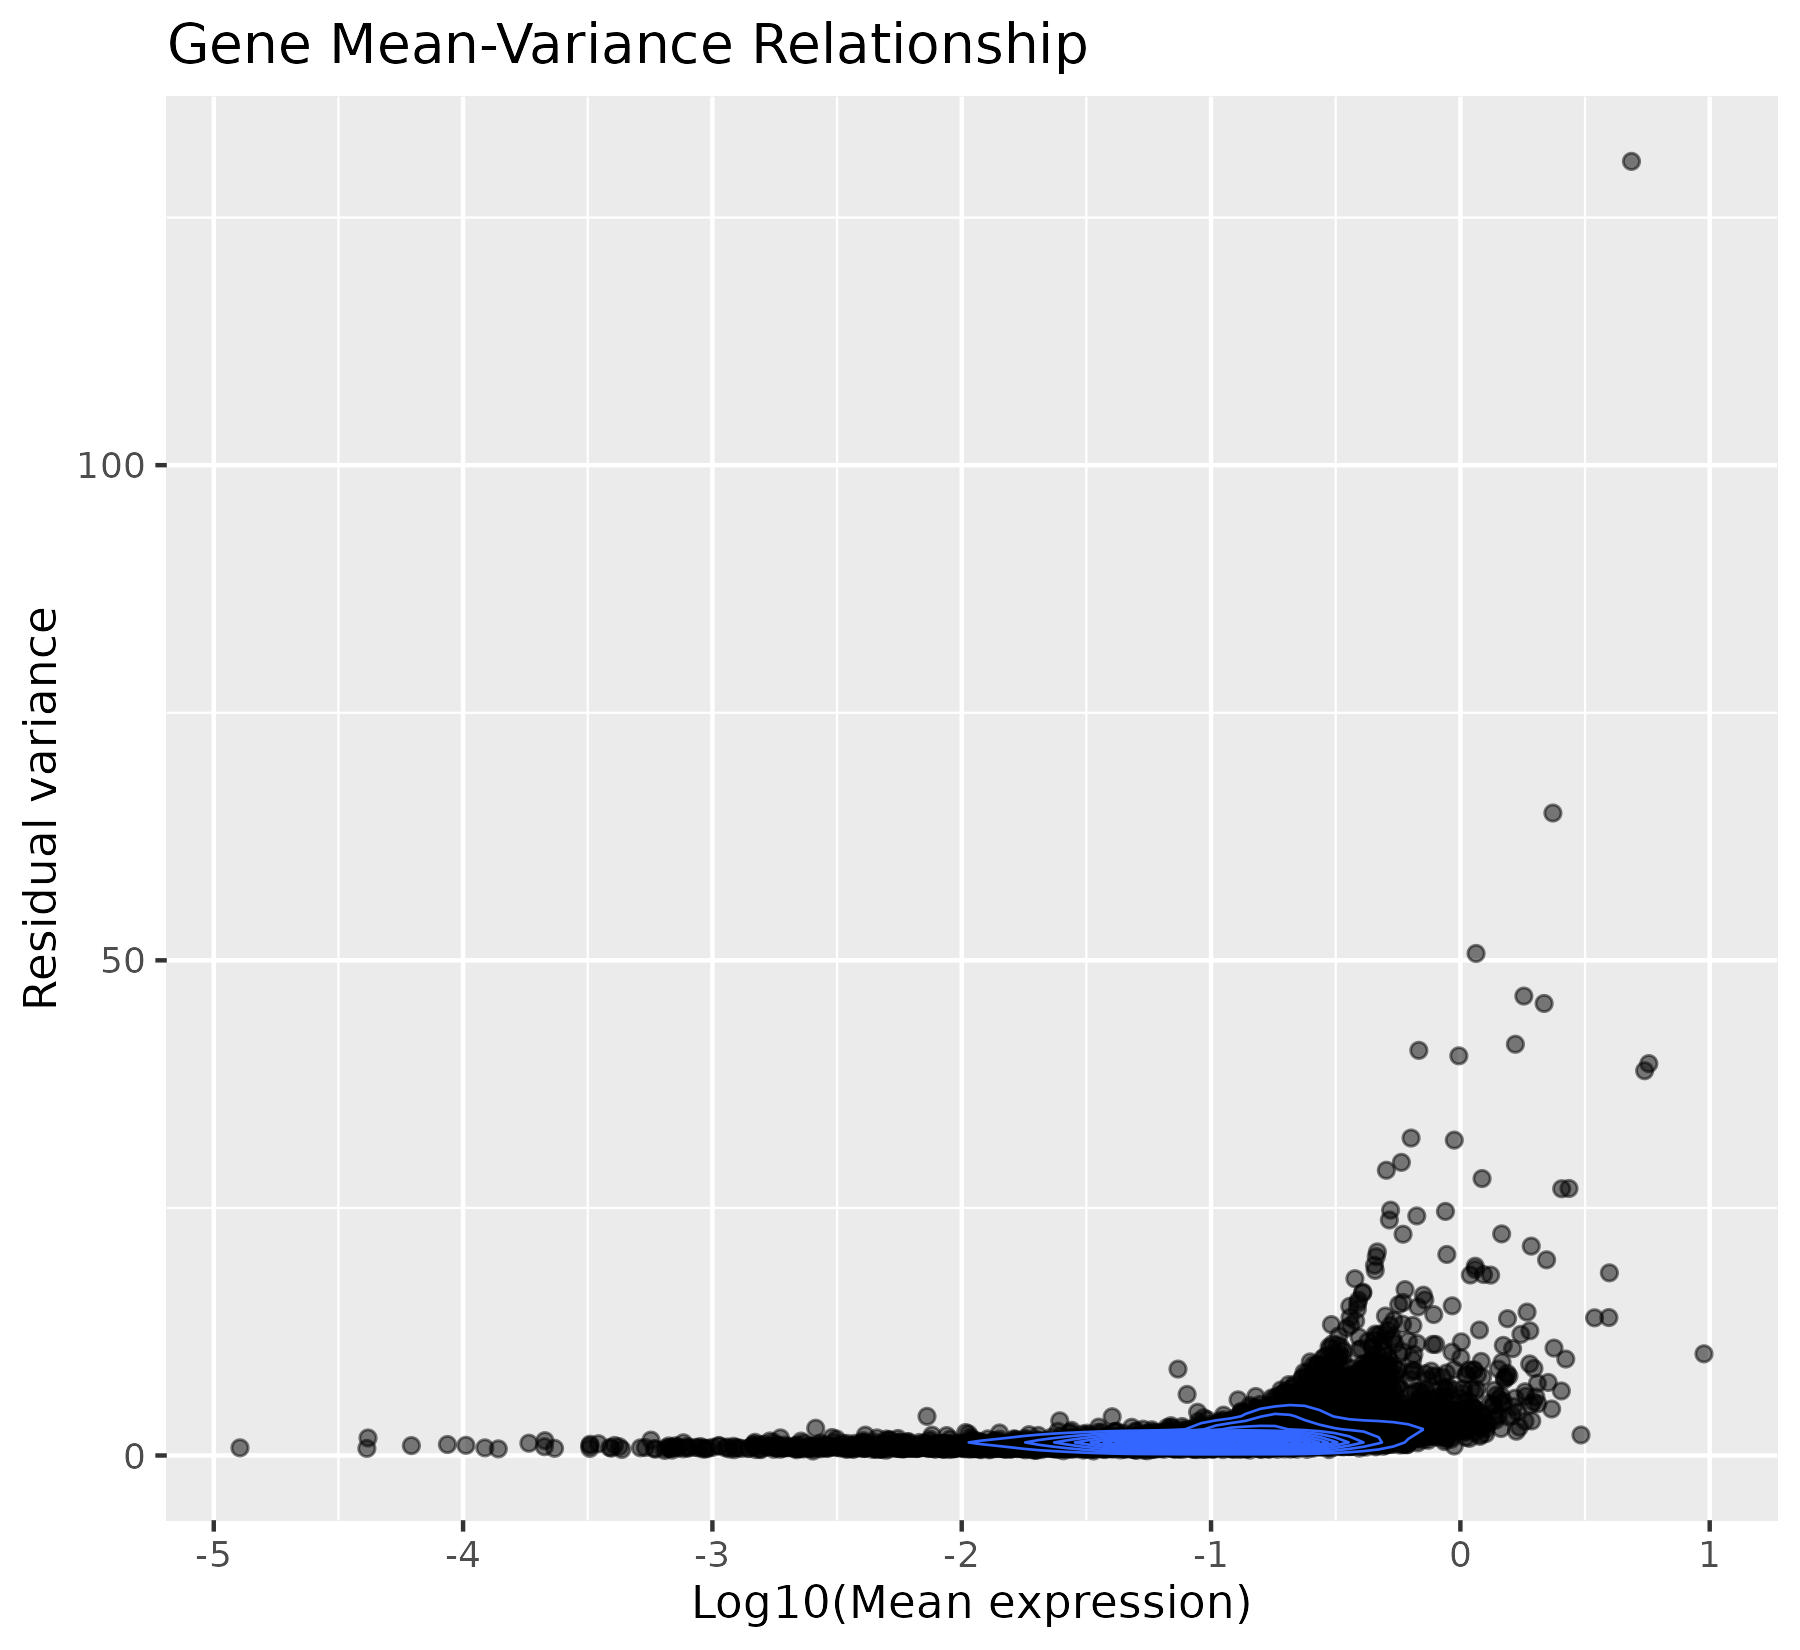 Gene Mean-Variance Relationship
Residual variance
100
50
0
-5 -4 -3 -2 -1 0 1
Log10(Mean expression)